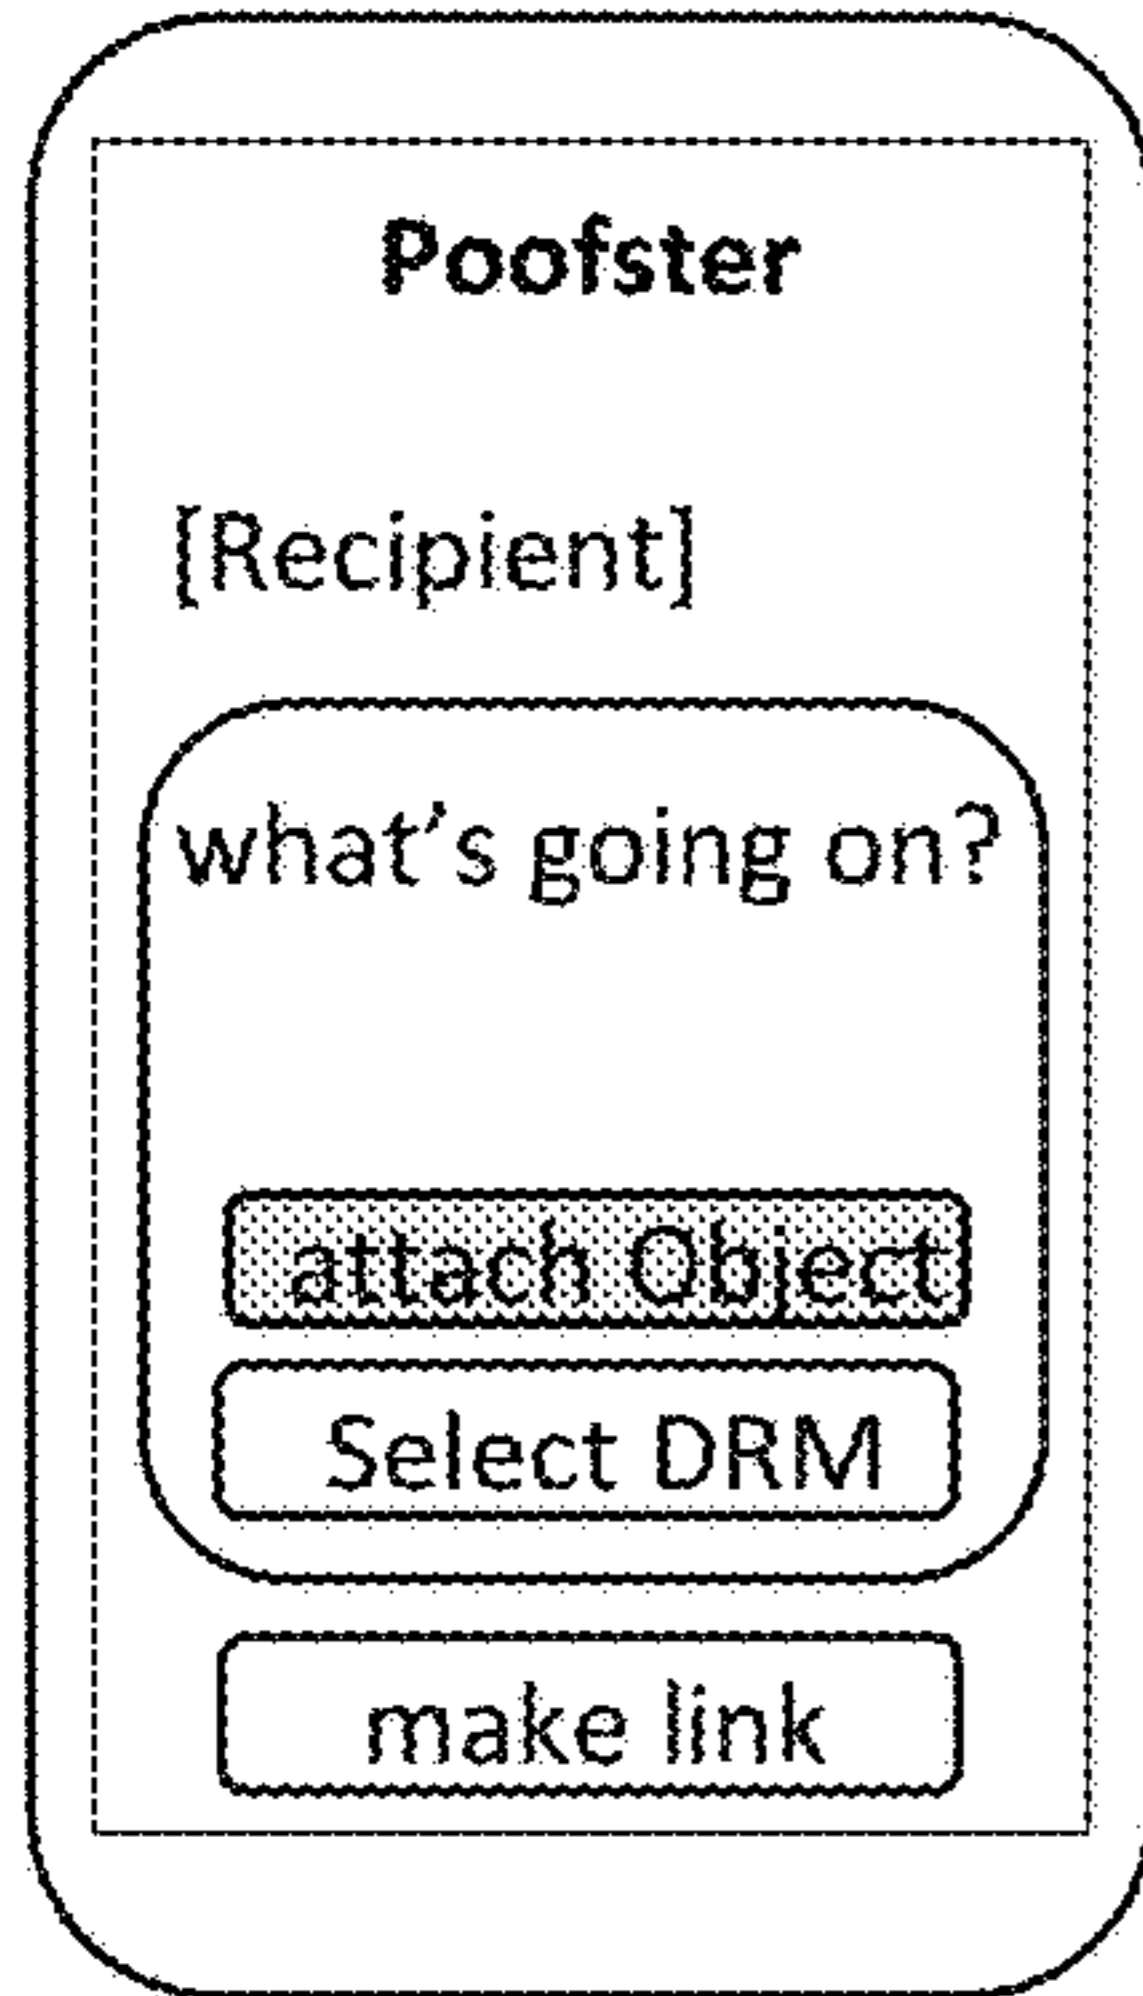 Poofster
[Recipient]
what's going on?
attach Object
Select DRM
make link